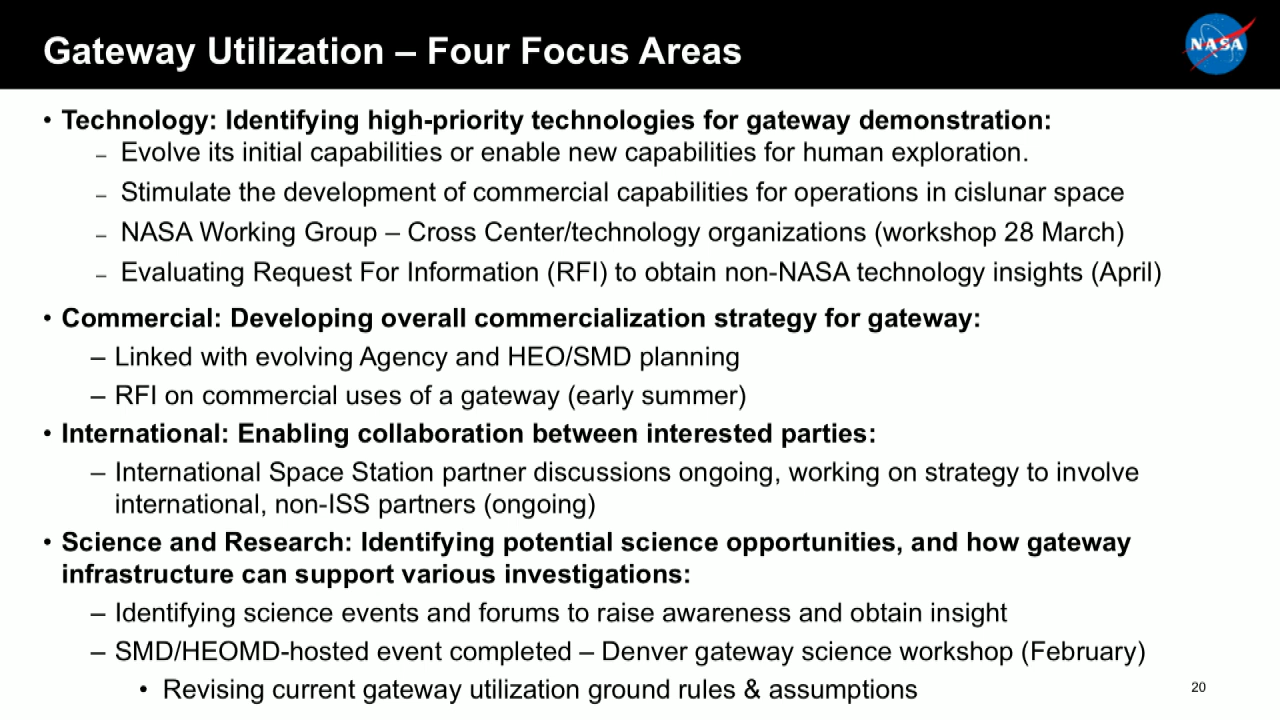 Gateway Utilization – Four Focus Areas
NASA
• Technology: Identifying high-priority technologies for gateway demonstration:
– Evolve its initial capabilities or enable new capabilities for human exploration.
– Stimulate the development of commercial capabilities for operations in cislunar space
– NASA Working Group – Cross Center/technology organizations (workshop 28 March)
– Evaluating Request For Information (RFI) to obtain non-NASA technology insights (April)
• Commercial: Developing overall commercialization strategy for gateway:
– Linked with evolving Agency and HEO/SMD planning
– RFI on commercial uses of a gateway (early summer)
• International: Enabling collaboration between interested parties:
– International Space Station partner discussions ongoing, working on strategy to involve
international, non-ISS partners (ongoing)
• Science and Research: Identifying potential science opportunities, and how gateway
infrastructure can support various investigations:
– Identifying science events and forums to raise awareness and obtain insight
– SMD/HEOMD-hosted event completed – Denver gateway science workshop (February)
• Revising current gateway utilization ground rules & assumptions
20